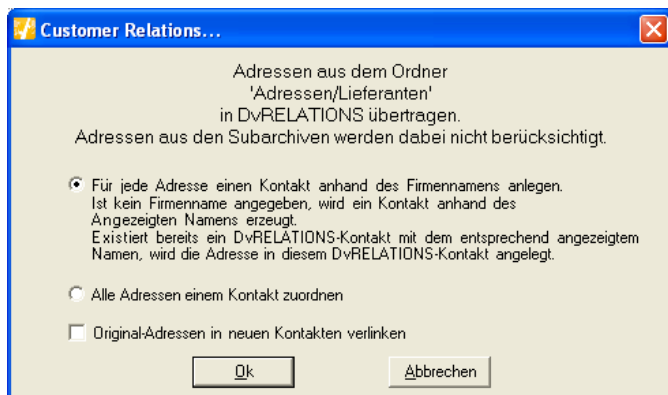 Customer Relations...
Adressen aus dem Ordner
'Adressen/Lieferanten'
in DvRELATIONS übertragen.
Adressen aus den Subarchiven werden dabei nicht berücksichtigt.
Für jede Adresse einen Kontakt anhand des Firmennamens anlegen.
Ist kein Firmenname angegeben, wird ein Kontakt anhand des
Angezeigten Namens erzeugt.
Existiert bereits ein DvRELATIONS-Kontakt mit dem entsprechend angezeigtem
Namen, wird die Adresse in diesem DvRELATIONS-Kontakt angelegt.
Alle Adressen einem Kontakt zuordnen
Original-Adressen in neuen Kontakten verlinken
Ok
Abbrechen